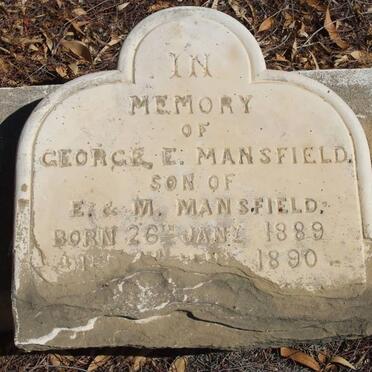 IN
MEMORY
OF
GEORGE E. MANSFIELD.
SON OF
E. & M. MANSFIELD.
BORN 26TH JANY 1889
1890